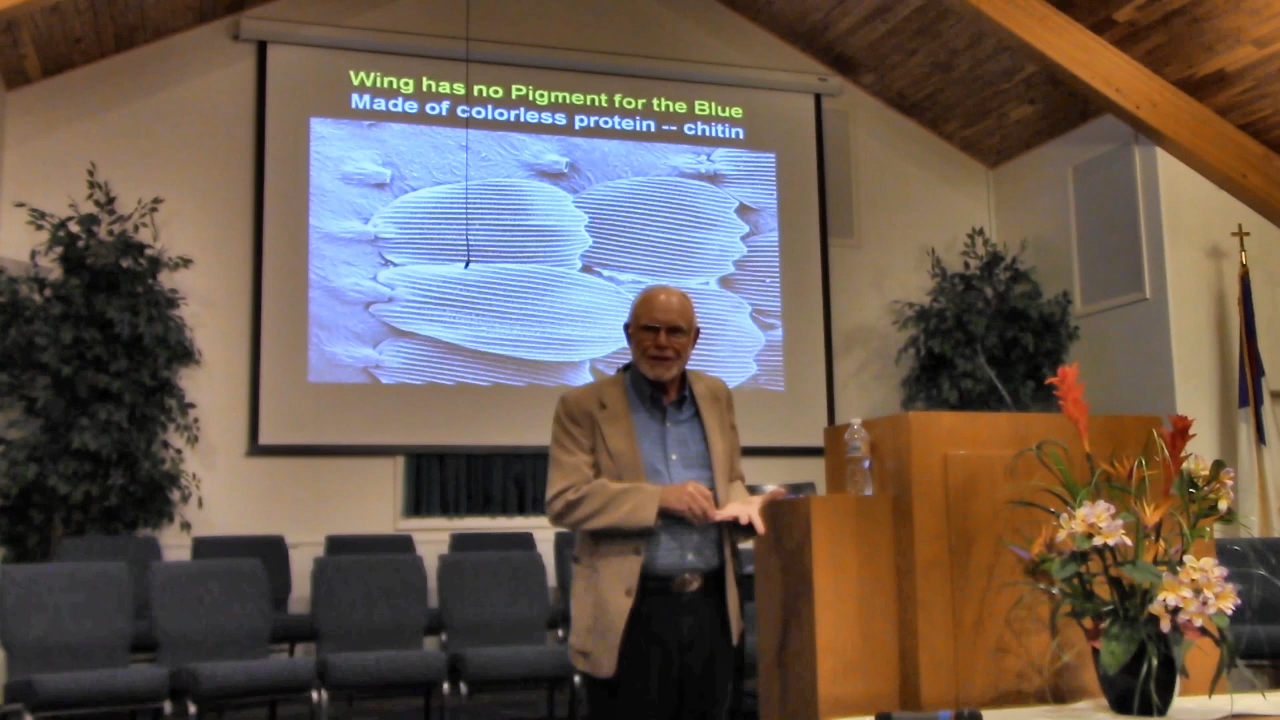 Wing has no Pigment for the Blue
Made of colorless protein -- chitin